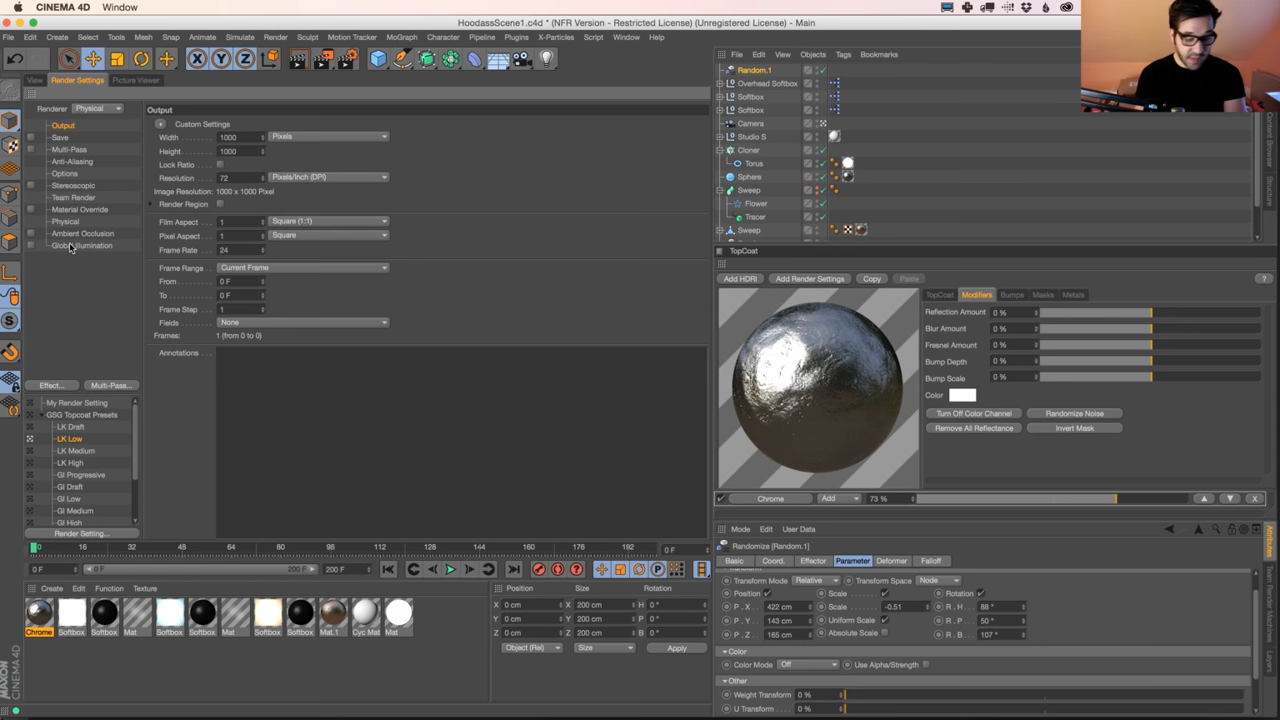 CINEMA 4D Window
HoodassScene1.c4d * (NFR Version - Restricted License) (Unregistered License) - Main
File Edit Create Select Tools Mesh Snap Animate Simulate Render Sculpt Motion Tracker MoGraph Character Pipeline Plugins X-Particles Script Window Help
X Y Z
View Render Settings Picture Viewer
Renderer Physical
Output
Save
Multi-Pass
Anti-Aliasing
Options
Stereoscopic
Team Render
Material Override
Physical
Ambient Occlusion
Global Illumination
Effect... Multi-Pass...
My Render Setting
GSG Topcoat Presets
LK Draft
LK Low
LK Medium
LK High
GI Progressive
GI Draft
GI Low
GI Medium
GI High
Render Setting...
Output
Custom Settings
Width 1000 Pixels
Height 1000
Lock Ratio
Resolution 72 Pixels/Inch (DPI)
Image Resolution: 1000 x 1000 Pixel
Render Region
Film Aspect 1 Square (1:1)
Pixel Aspect 1 Square
Frame Rate 24
Frame Range Current Frame
From 0 F
To 0 F
Frame Step 1
Fields None
Frames: 1 (from 0 to 0)
Annotations
File Edit View Objects Tags Bookmarks
Random.1
Overhead Softbox
Softbox
Softbox
Camera
Studio S
Cloner
Torus
Sphere
Sweep
Flower
Tracer
Sweep
Content Browser
Structure
TopCoat
Add HDRI Add Render Settings Copy Paste ?
TopCoat Modifiers Bumps Masks Metals
Reflection Amount 0 %
Blur Amount 0 %
Fresnel Amount 0 %
Bump Depth 0 %
Bump Scale 0 %
Color
Turn Off Color Channel Randomize Noise
Remove All Reflectance Invert Mask
Chrome Add 73 % X
Mode Edit User Data
Randomize [Random.1]
Basic Coord. Effector Parameter Deformer Falloff
Transform Mode Relative Transform Space Node
Position Scale Rotation
P . X 422 cm Scale -0.51 R . H 88 °
P . Y 143 cm Uniform Scale R . P 50 °
P . Z 165 cm Absolute Scale R . B 107 °
Color
Color Mode Off Use Alpha/Strength
Other
Weight Transform 0 %
U Transform 0 %
Attributes
Layers
0 16 32 48 64 80 96 112 128 144 160 176 192 0 F
0 F 0 F 200 F 200 F
Create Edit Function Texture
Chrome Softbox Softbox Mat Softbox Softbox Mat Softbox Softbox Mat.1 Cyc Mat Mat
Position Size Rotation
X 0 cm X 200 cm H 0 °
Y 0 cm Y 200 cm P 0 °
Z 0 cm Z 200 cm B 0 °
Object (Rel) Size Apply
MAXON
CINEMA 4D